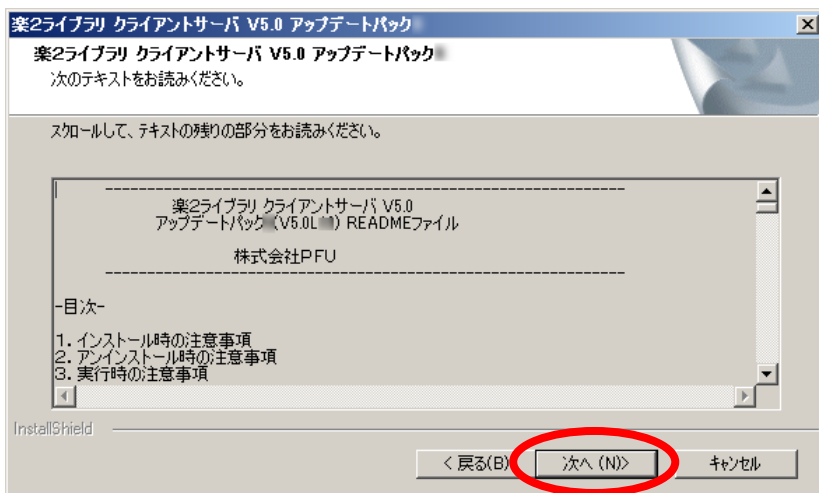 楽2ライブラリ クライアントサーバ V5.0 アップデートパック
楽2ライブラリ クライアントサーバ V5.0 アップデートパック
次のテキストをお読みください。
スクロールして、テキストの残りの部分をお読みください。
------------------------------------------------------------
楽2ライブラリ クライアントサーバ V5.0
アップデートパック (V5.0L ) READMEファイル
株式会社PFU
------------------------------------------------------------
-目次-
1. インストール時の注意事項
2. アンインストール時の注意事項
3. 実行時の注意事項
InstallShield
< 戻る(B)
次へ (N)>
キャンセル